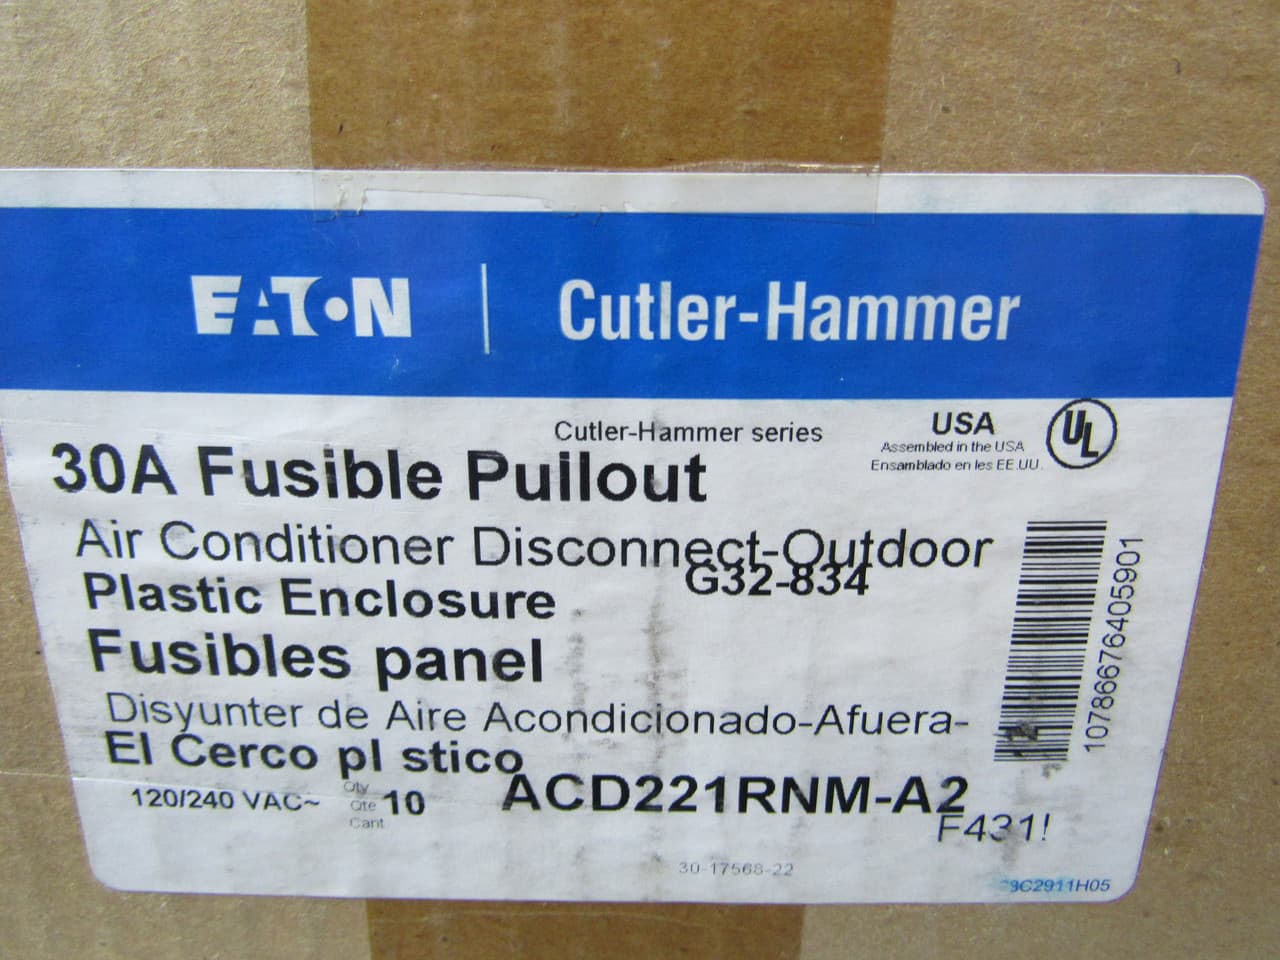 EATON
Cutler-Hammer
Cutler-Hammer series
USA
Assembled in the USA
Ensamblado en les EE.UU.
UL
30A Fusible Pullout
Air Conditioner Disconnect-Outdoor
G32-834
Plastic Enclosure
Fusibles panel
Disyunter de Aire Acondicionado-Afuera-
El Cerco pl stico
120/240 VAC~
Qty
Qte 10
Cant
ACD221RNM-A2
F431!
30-17568-22
10786676405901